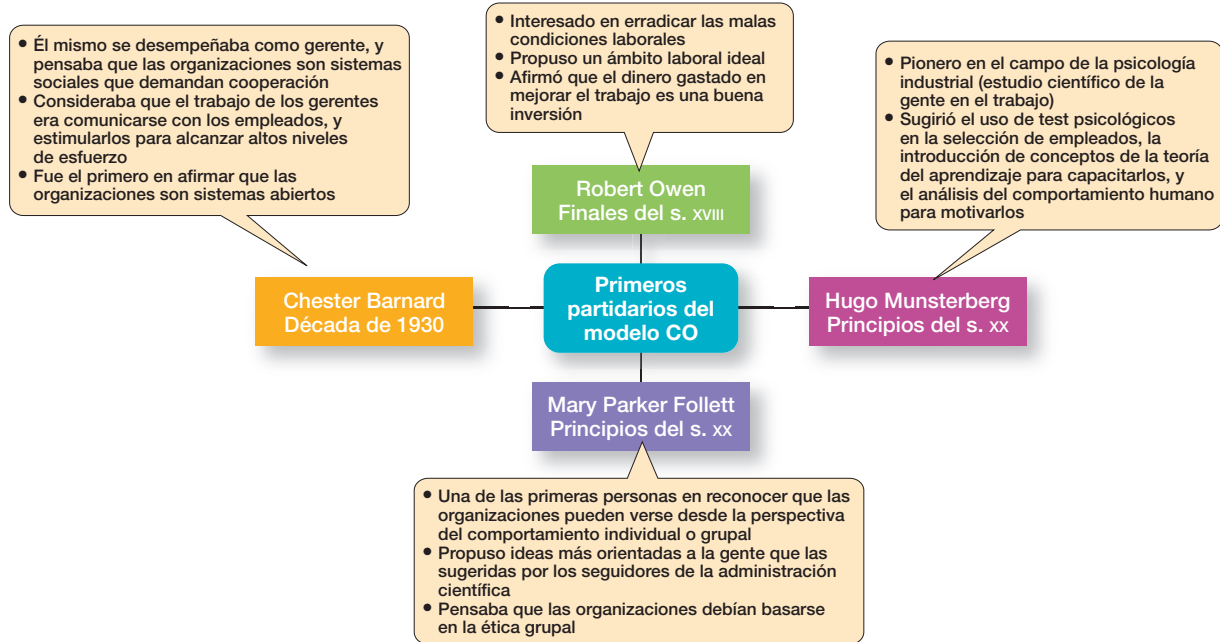 • Interesado en erradicar las malas
condiciones laborales
• Propuso un ámbito laboral ideal
• Afirmó que el dinero gastado en
mejorar el trabajo es una buena
inversión
• Él mismo se desempeñaba como gerente, y
pensaba que las organizaciones son sistemas
sociales que demandan cooperación
• Consideraba que el trabajo de los gerentes
era comunicarse con los empleados, y
estimularlos para alcanzar altos niveles
de esfuerzo
• Fue el primero en afirmar que las
organizaciones son sistemas abiertos
• Pionero en el campo de la psicología
industrial (estudio científico de la
gente en el trabajo)
• Sugirió el uso de test psicológicos
en la selección de empleados, la
introducción de conceptos de la teoría
del aprendizaje para capacitarlos, y
el análisis del comportamiento humano
para motivarlos
Robert Owen
Finales del s. XVIII
Chester Barnard
Década de 1930
Primeros
partidarios del
modelo CO
Hugo Munsterberg
Principios del s. XX
Mary Parker Follett
Principios del s. XX
• Una de las primeras personas en reconocer que las
organizaciones pueden verse desde la perspectiva
del comportamiento individual o grupal
• Propuso ideas más orientadas a la gente que las
sugeridas por los seguidores de la administración
científica
• Pensaba que las organizaciones debían basarse
en la ética grupal